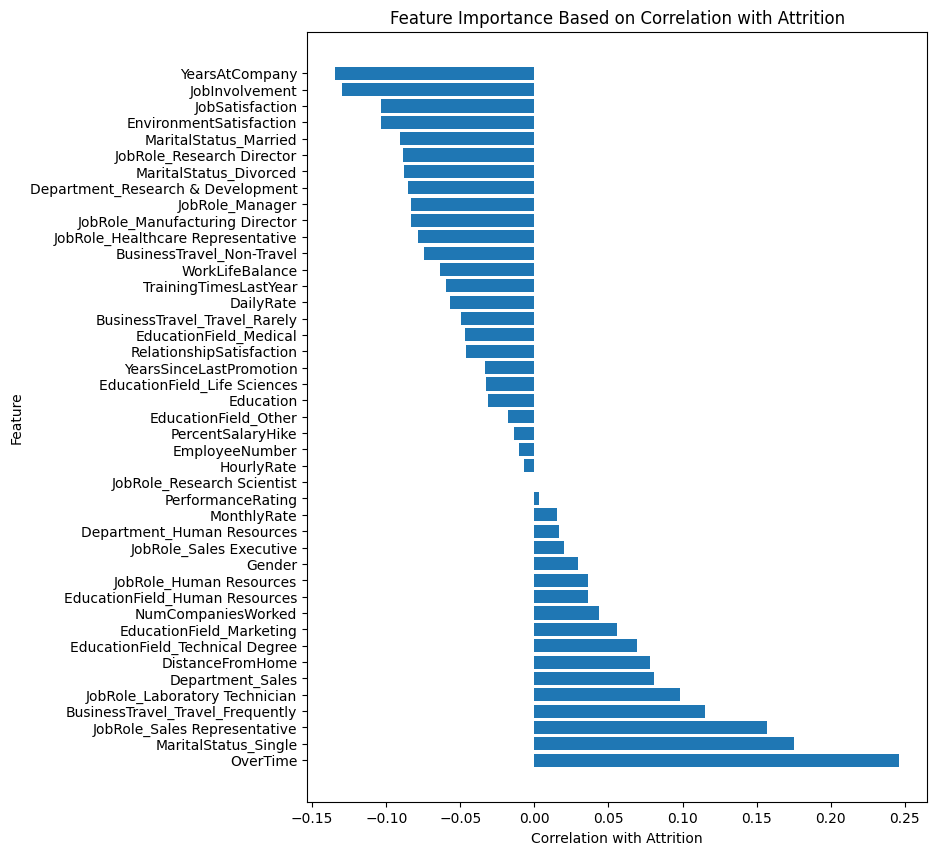 Feature Importance Based on Correlation with Attrition
YearsAtCompany
JobInvolvement
JobSatisfaction
EnvironmentSatisfaction
MaritalStatus_Married
JobRole_Research Director
MaritalStatus_Divorced
Department_Research & Development
JobRole_Manager
JobRole_Manufacturing Director
JobRole_Healthcare Representative
BusinessTravel_Non-Travel
WorkLifeBalance
TrainingTimesLastYear
DailyRate
BusinessTravel_Travel_Rarely
EducationField_Medical
RelationshipSatisfaction
YearsSinceLastPromotion
EducationField_Life Sciences
Education
EducationField_Other
PercentSalaryHike
EmployeeNumber
HourlyRate
JobRole_Research Scientist
PerformanceRating
MonthlyRate
Department_Human Resources
JobRole_Sales Executive
Gender
JobRole_Human Resources
EducationField_Human Resources
NumCompaniesWorked
EducationField_Marketing
EducationField_Technical Degree
DistanceFromHome
Department_Sales
JobRole_Laboratory Technician
BusinessTravel_Travel_Frequently
JobRole_Sales Representative
MaritalStatus_Single
OverTime
Feature
−0.15 −0.10 −0.05 0.00 0.05 0.10 0.15 0.20 0.25
Correlation with Attrition